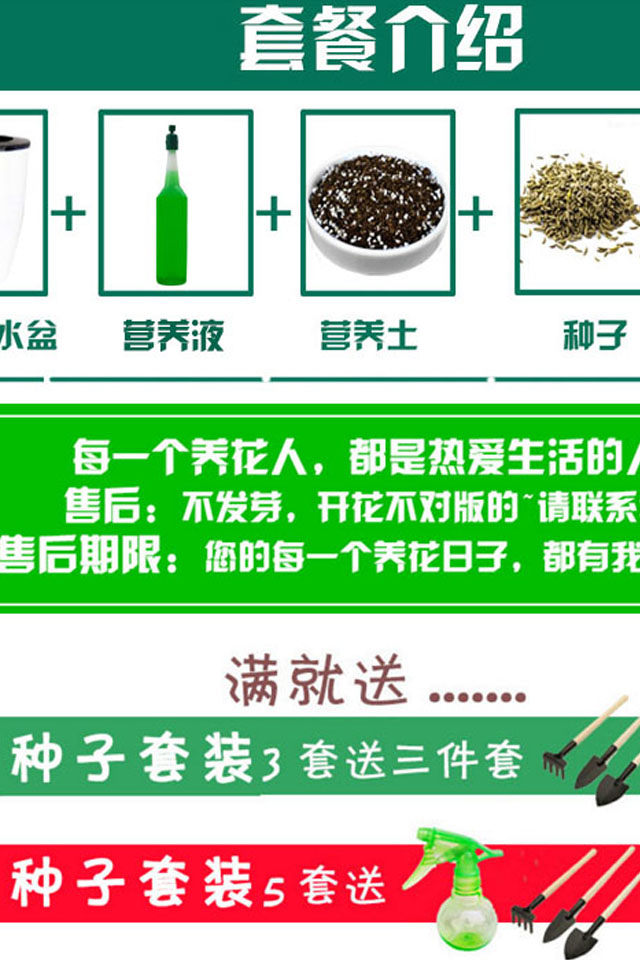 套餐介绍
水盆 营养液 营养土 种子
每一个养花人，都是热爱生活的人
售后：不发芽，开花不对版的~请联系
售后期限：您的每一个养花日子，都有我
满就送 .......
种子套装3套送三件套
种子套装5套送